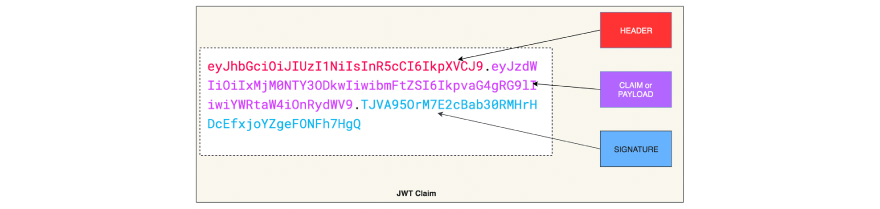 HEADER
eyJhbGciOiJIUzI1NiIsInR5cCI6IkpXVCJ9.eyJzdW
IiOiIxMjM0NTY3ODkwIiwibmFtZSI6IkpvaG4gRG9lI
iwiYWRtaW4iOnRydWV9.TJVA95OrM7E2cBab30RMHrH
DcEfxjoYZgeFONFh7HgQ
CLAIM or
PAYLOAD
SIGNATURE
JWT Claim